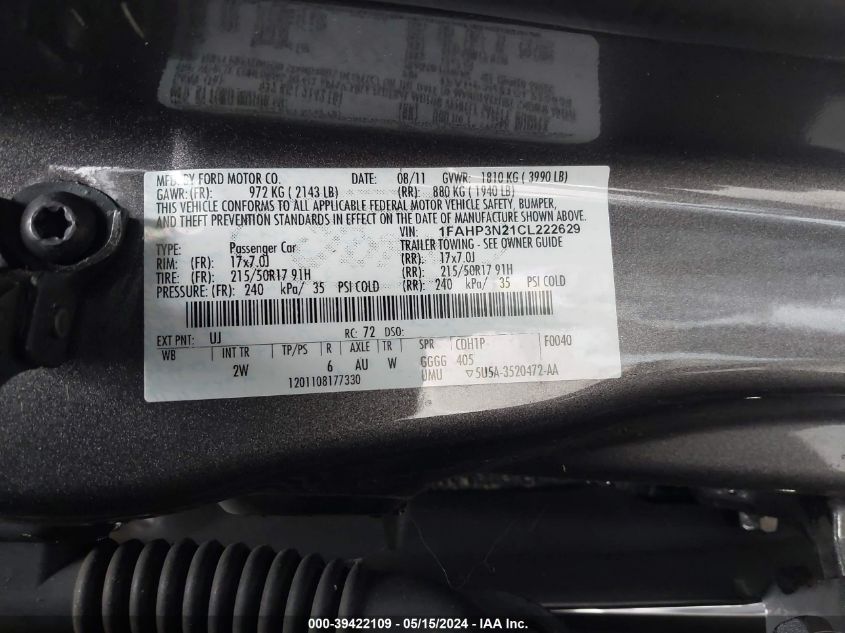 MFD. BY FORD MOTOR CO. DATE: 08/11 GVWR: 1810 KG ( 3990 LB)
GAWR: (FR): 972 KG ( 2143 LB) (RR): 880 KG ( 1940 LB)
THIS VEHICLE CONFORMS TO ALL APPLICABLE FEDERAL MOTOR VEHICLE SAFETY, BUMPER,
AND THEFT PREVENTION STANDARDS IN EFFECT ON THE DATE OF MANUFACTURE SHOWN ABOVE.
VIN: 1FAHP3N21CL222629
TYPE: Passenger Car TRAILER TOWING - SEE OWNER GUIDE
RIM: (FR) 17x7.0J (RR): 17x7.0J
TIRE: (FR) 215/50R17 91H (RR): 215/50R17 91H
PRESSURE: (FR): 240 kPa/ 35 PSI COLD (RR): 240 kPa/ 35 PSI COLD
EXT PNT: UJ RC: 72 DSO: F0040
WB INT TR TP/PS R AXLE TR SPR CDH1P
2W 6 AU W GGGG 405
1201108177330 UMU ▽5U5A-3520472-AA
000-39422109 - 05/15/2024 - IAA Inc.